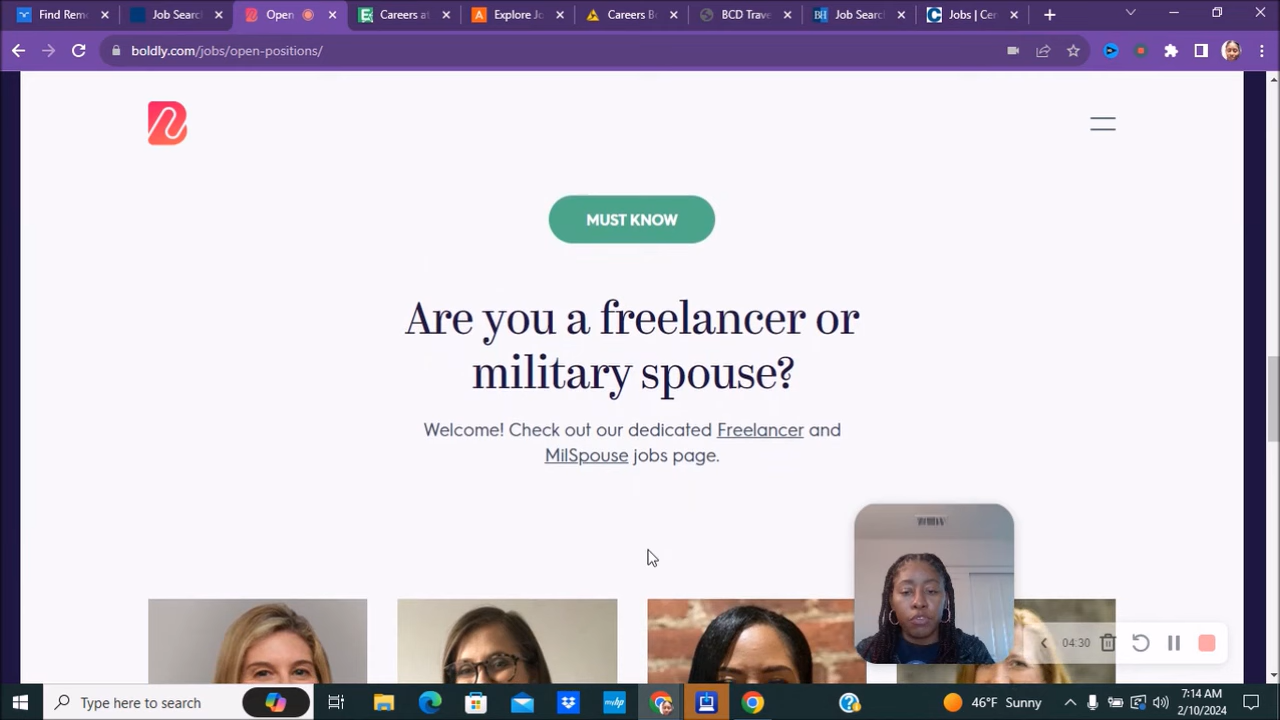 Find Rem
Job Searc
Open
Careers at
Explore Jo
Careers B
BCD Trave
Job Searc
Jobs | Cer
boldly.com/jobs/open-positions/
MUST KNOW
Are you a freelancer or
military spouse?
Welcome! Check out our dedicated Freelancer and
MilSpouse jobs page.
04:30
Type here to search
46°F Sunny
7:14 AM
2/10/2024